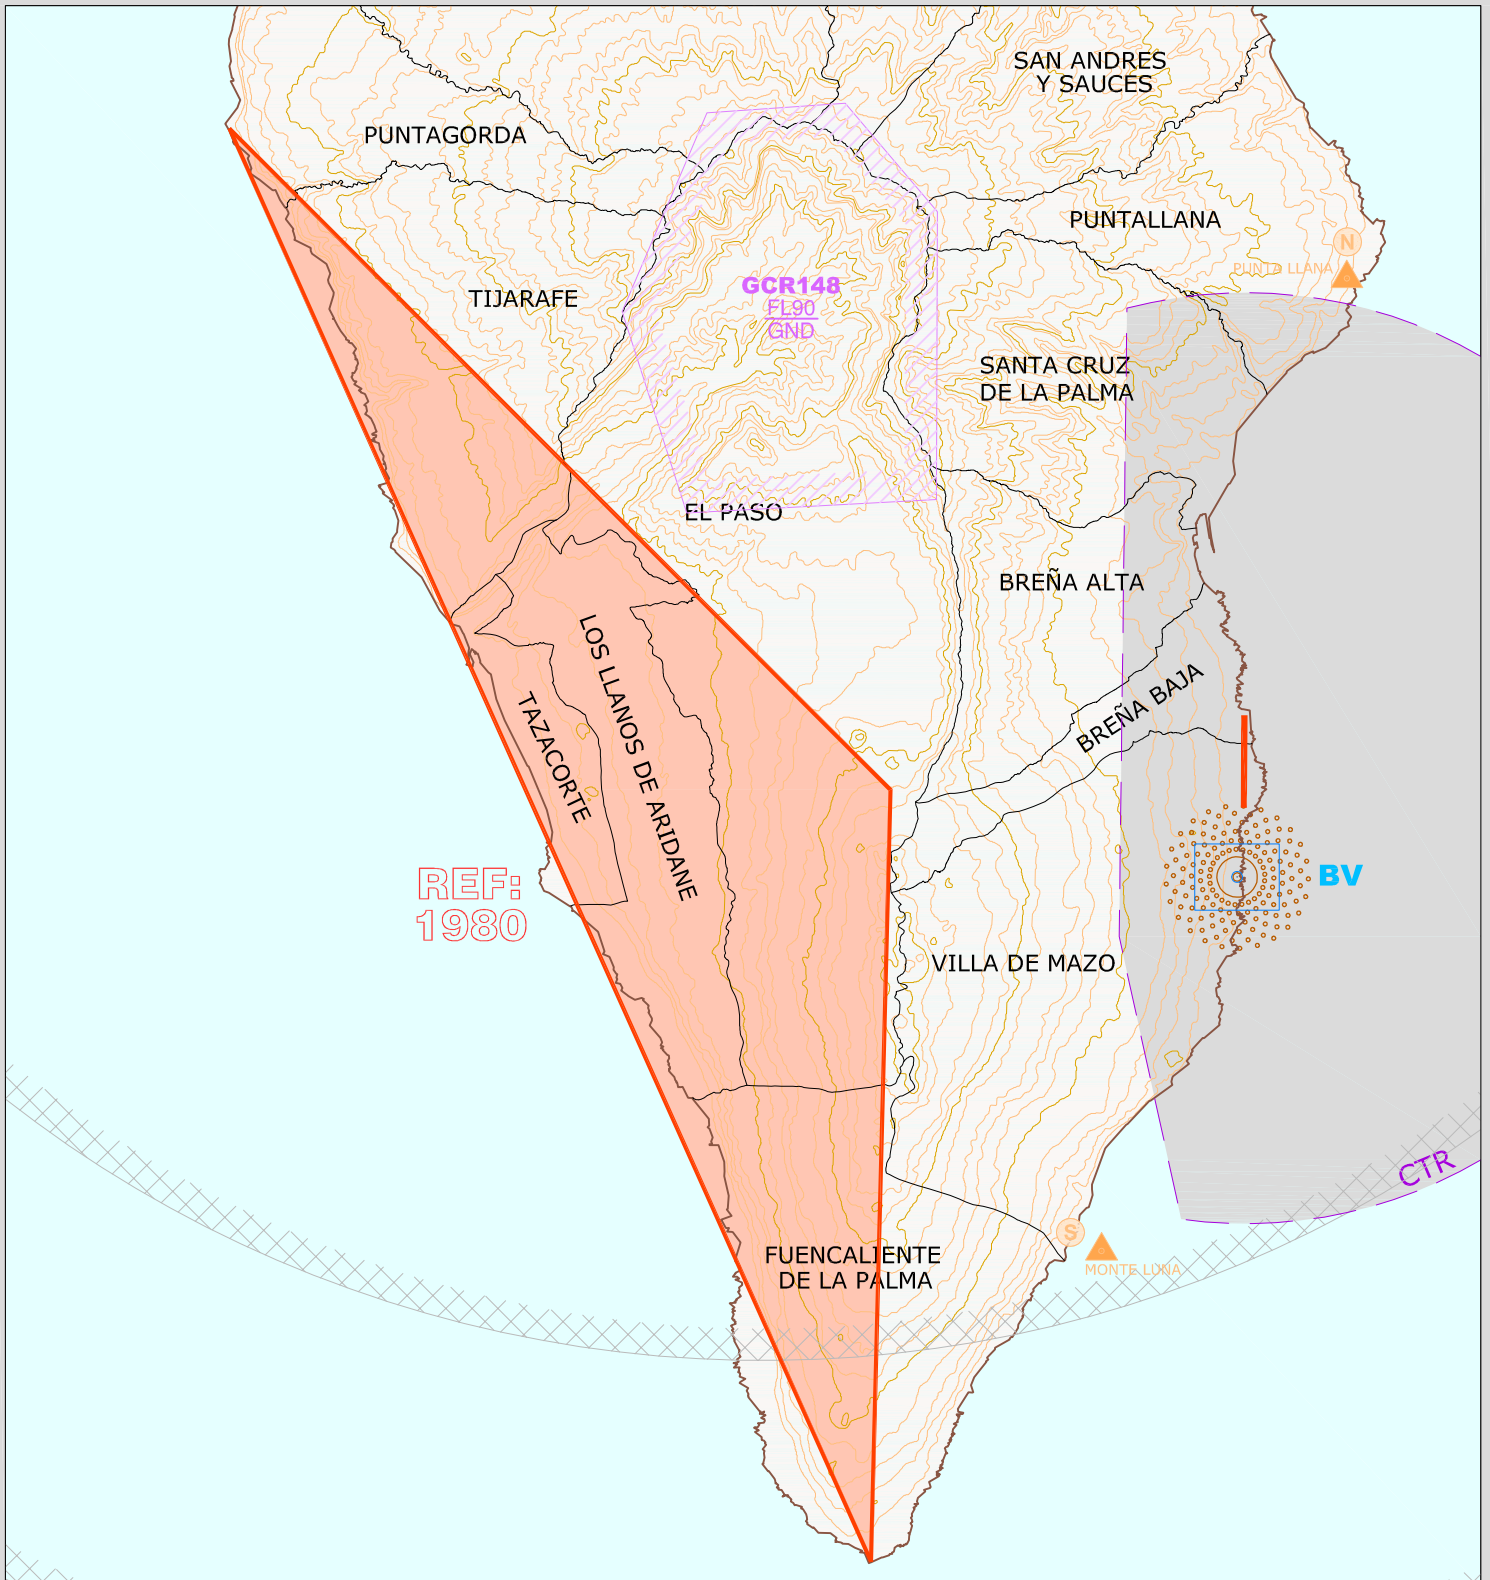 SAN ANDRES
Y SAUCES
PUNTAGORDA
PUNTALLANA
N
PUNTA LLANA
TIJARAFE
GCR148
FL90
GND
SANTA CRUZ
DE LA PALMA
EL PASO
BREÑA ALTA
LOS LLANOS DE ARIDANE
TAZACORTE
BREÑA BAJA
REF:
1980
BV
VILLA DE MAZO
CTR
S
MONTE LUNA
FUENCALIENTE
DE LA PALMA